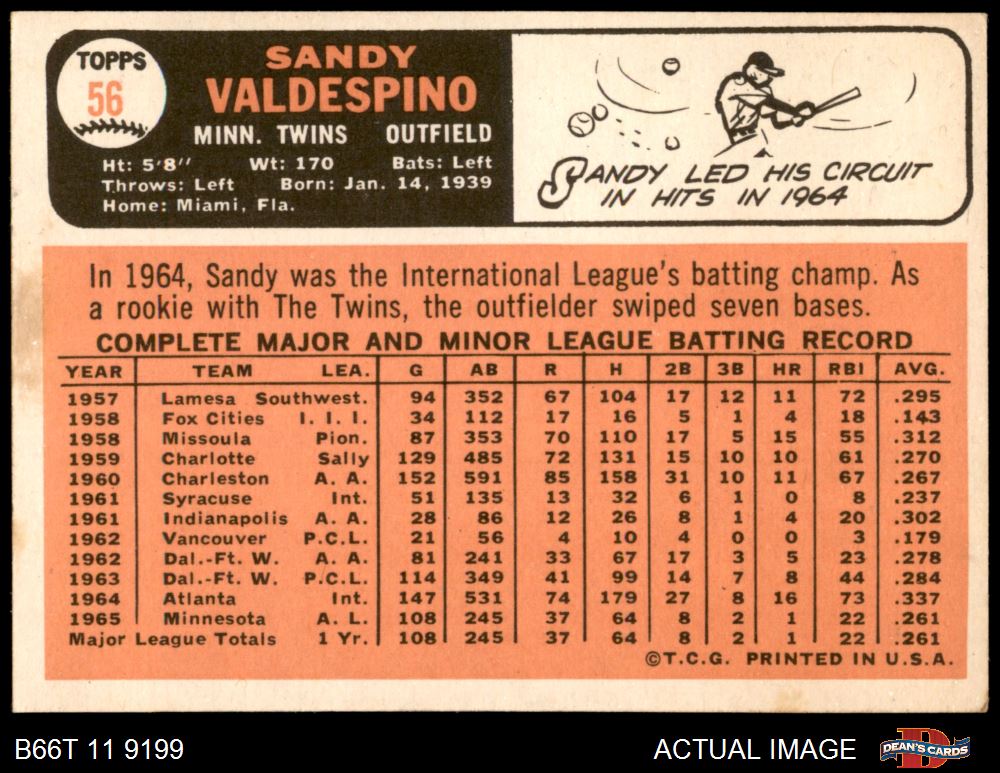 TOPPS
56
SANDY
VALDESPINO
MINN. TWINS OUTFIELD
Ht: 5'8" Wt: 170 Bats: Left
Throws: Left Born: Jan. 14, 1939
Home: Miami, Fla.
SANDY LED HIS CIRCUIT
IN HITS IN 1964
In 1964, Sandy was the International League's batting champ. As
a rookie with The Twins, the outfielder swiped seven bases.
COMPLETE MAJOR AND MINOR LEAGUE BATTING RECORD
YEAR TEAM LEA. G AB R H 2B 3B HR RBI AVG.
1957 Lamesa Southwest. 94 352 67 104 17 12 11 72 .295
1958 Fox Cities I. I. I. 34 112 17 16 5 1 4 18 .143
1958 Missoula Pion. 87 353 70 110 17 5 15 55 .312
1959 Charlotte Sally 129 485 72 131 15 10 10 61 .270
1960 Charleston A. A. 152 591 85 158 31 10 11 67 .267
1961 Syracuse Int. 51 135 13 32 6 1 0 8 .237
1961 Indianapolis A. A. 28 86 12 26 8 1 4 20 .302
1962 Vancouver P.C.L. 21 56 4 10 4 0 0 3 .179
1962 Dal.-Ft. W. A. A. 81 241 33 67 17 3 5 23 .278
1963 Dal.-Ft. W. P.C.L. 114 349 41 99 14 7 8 44 .284
1964 Atlanta Int. 147 531 74 179 27 8 16 73 .337
1965 Minnesota A. L. 108 245 37 64 8 2 1 22 .261
Major League Totals 1 Yr. 108 245 37 64 8 2 1 22 .261
©T.C.G. PRINTED IN U.S.A.
B66T 11 9199 ACTUAL IMAGE DEAN'S CARDS